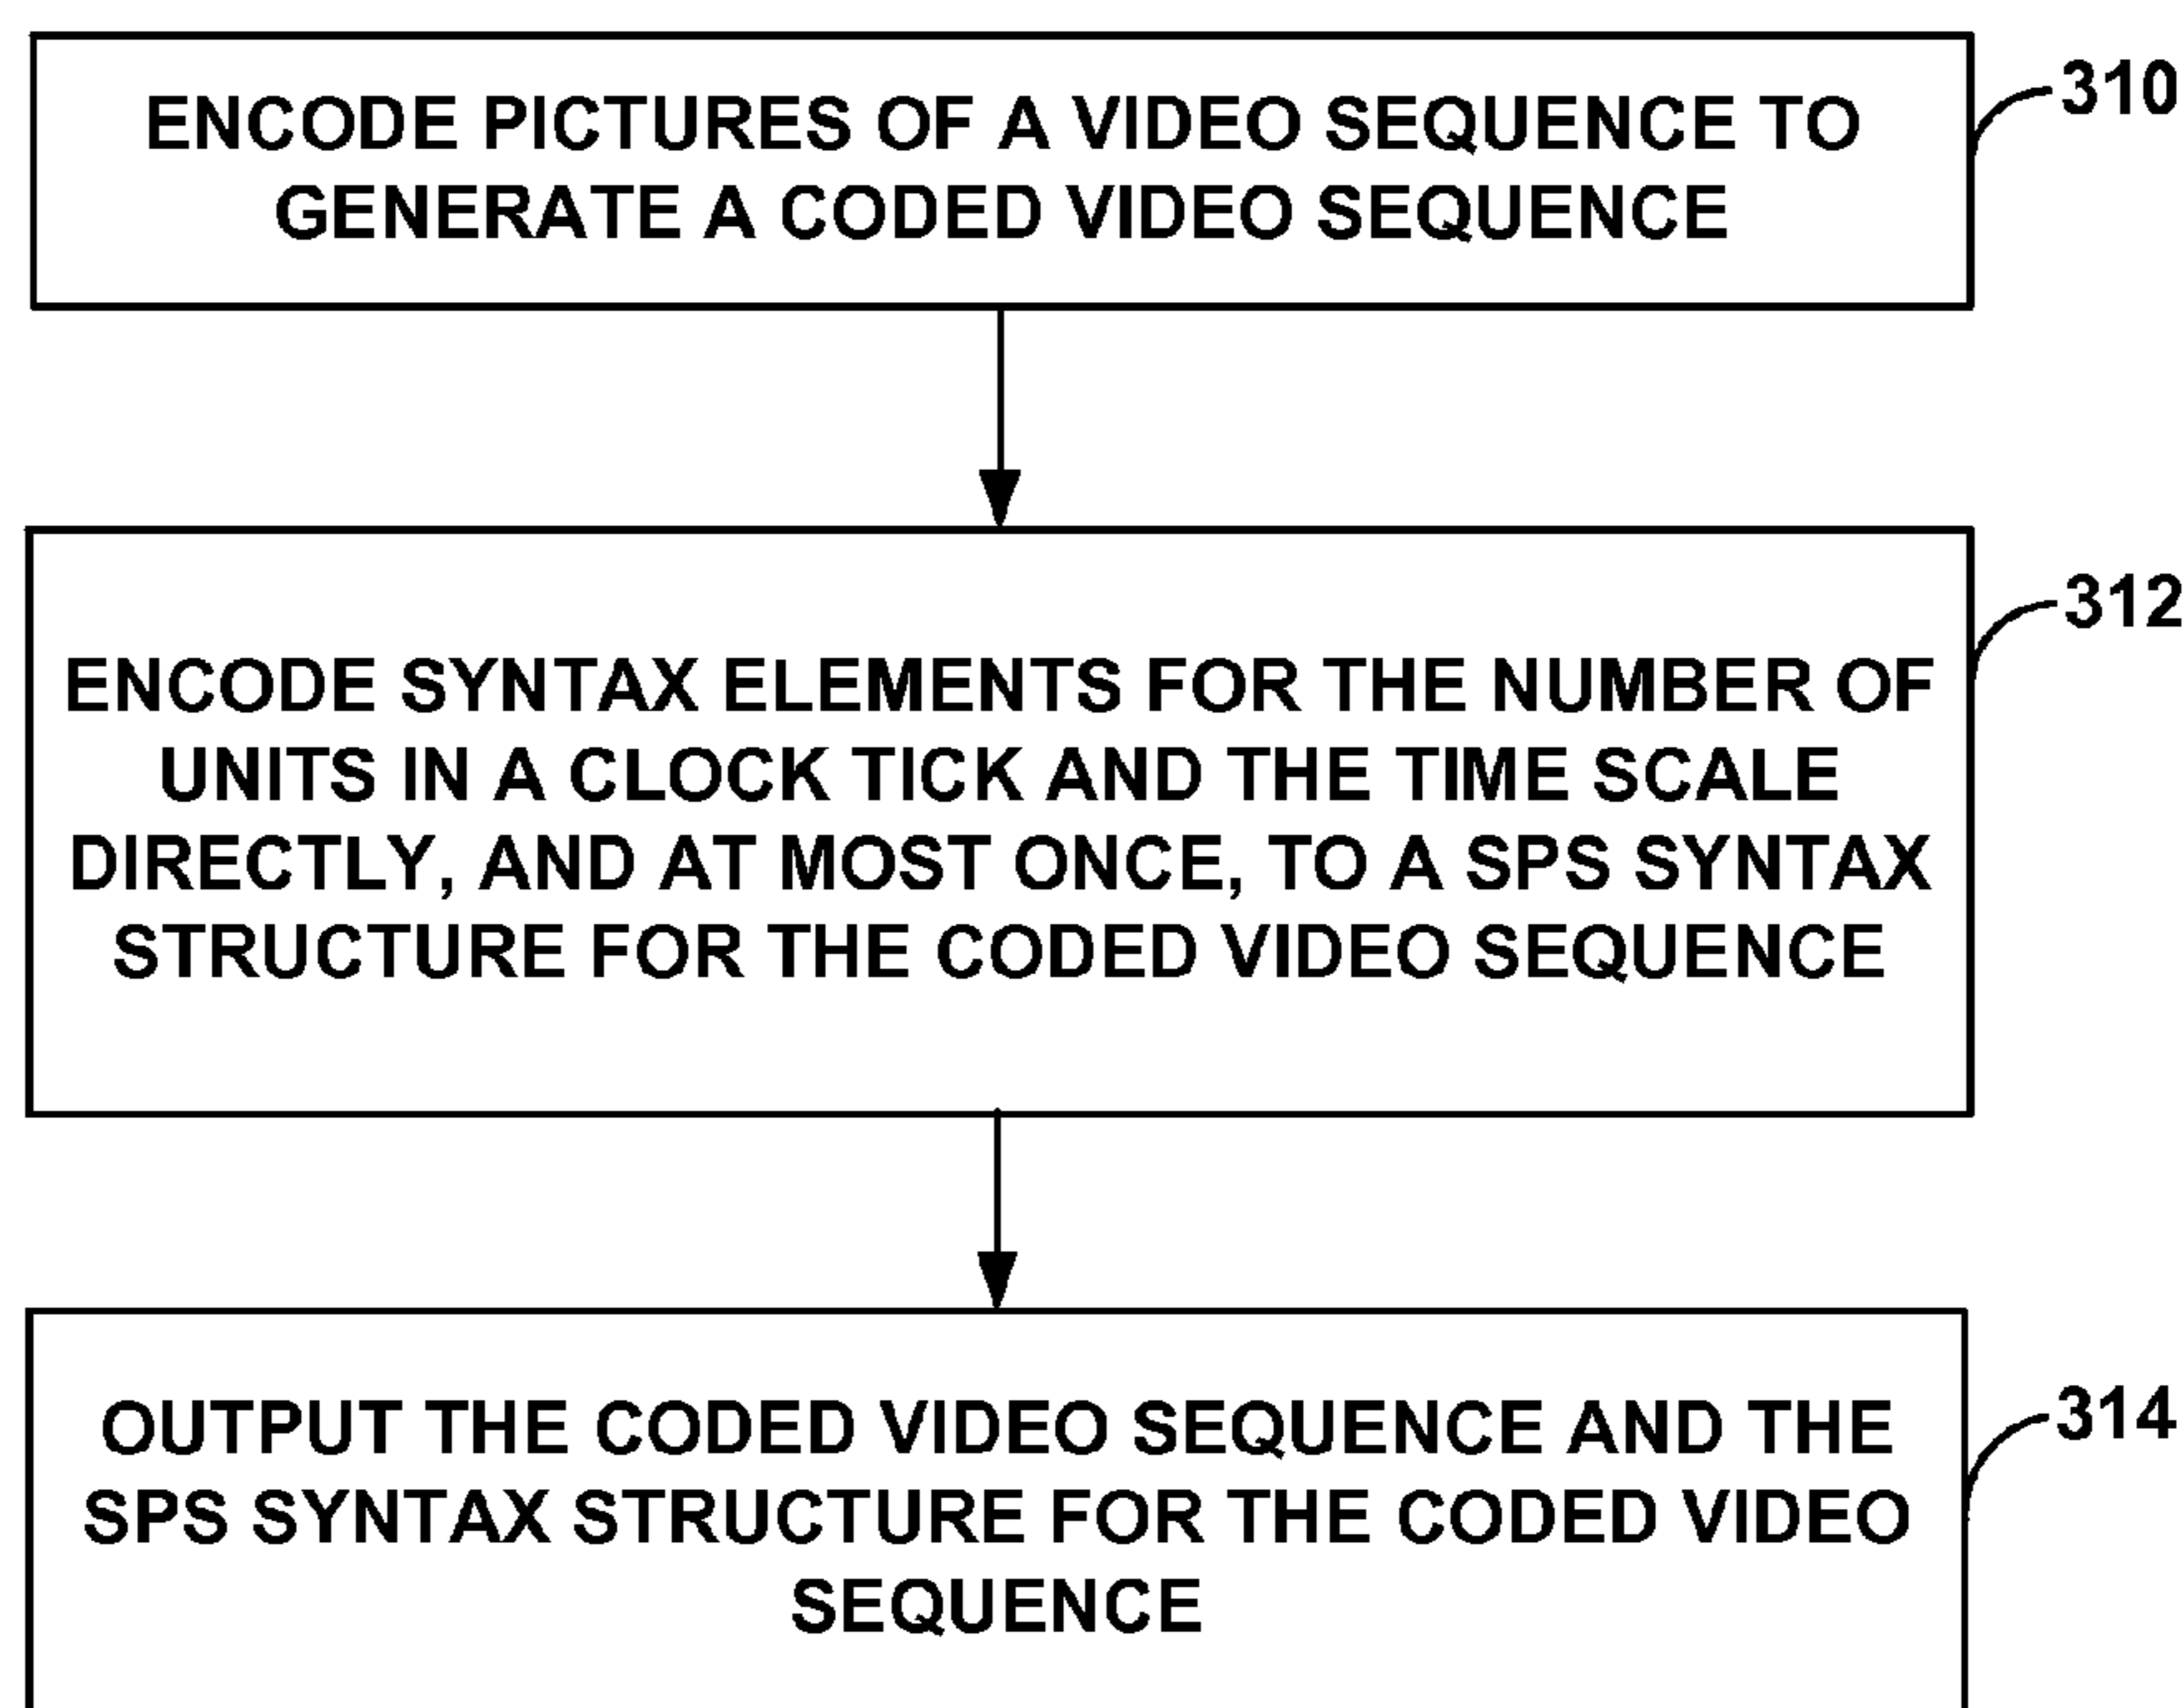 ENCODE PICTURES OF A VIDEO SEQUENCE TO
GENERATE A CODED VIDEO SEQUENCE
310
ENCODE SYNTAX ELEMENTS FOR THE NUMBER OF
UNITS IN A CLOCK TICK AND THE TIME SCALE
DIRECTLY, AND AT MOST ONCE, TO A SPS SYNTAX
STRUCTURE FOR THE CODED VIDEO SEQUENCE
312
OUTPUT THE CODED VIDEO SEQUENCE AND THE
SPS SYNTAX STRUCTURE FOR THE CODED VIDEO
SEQUENCE
314